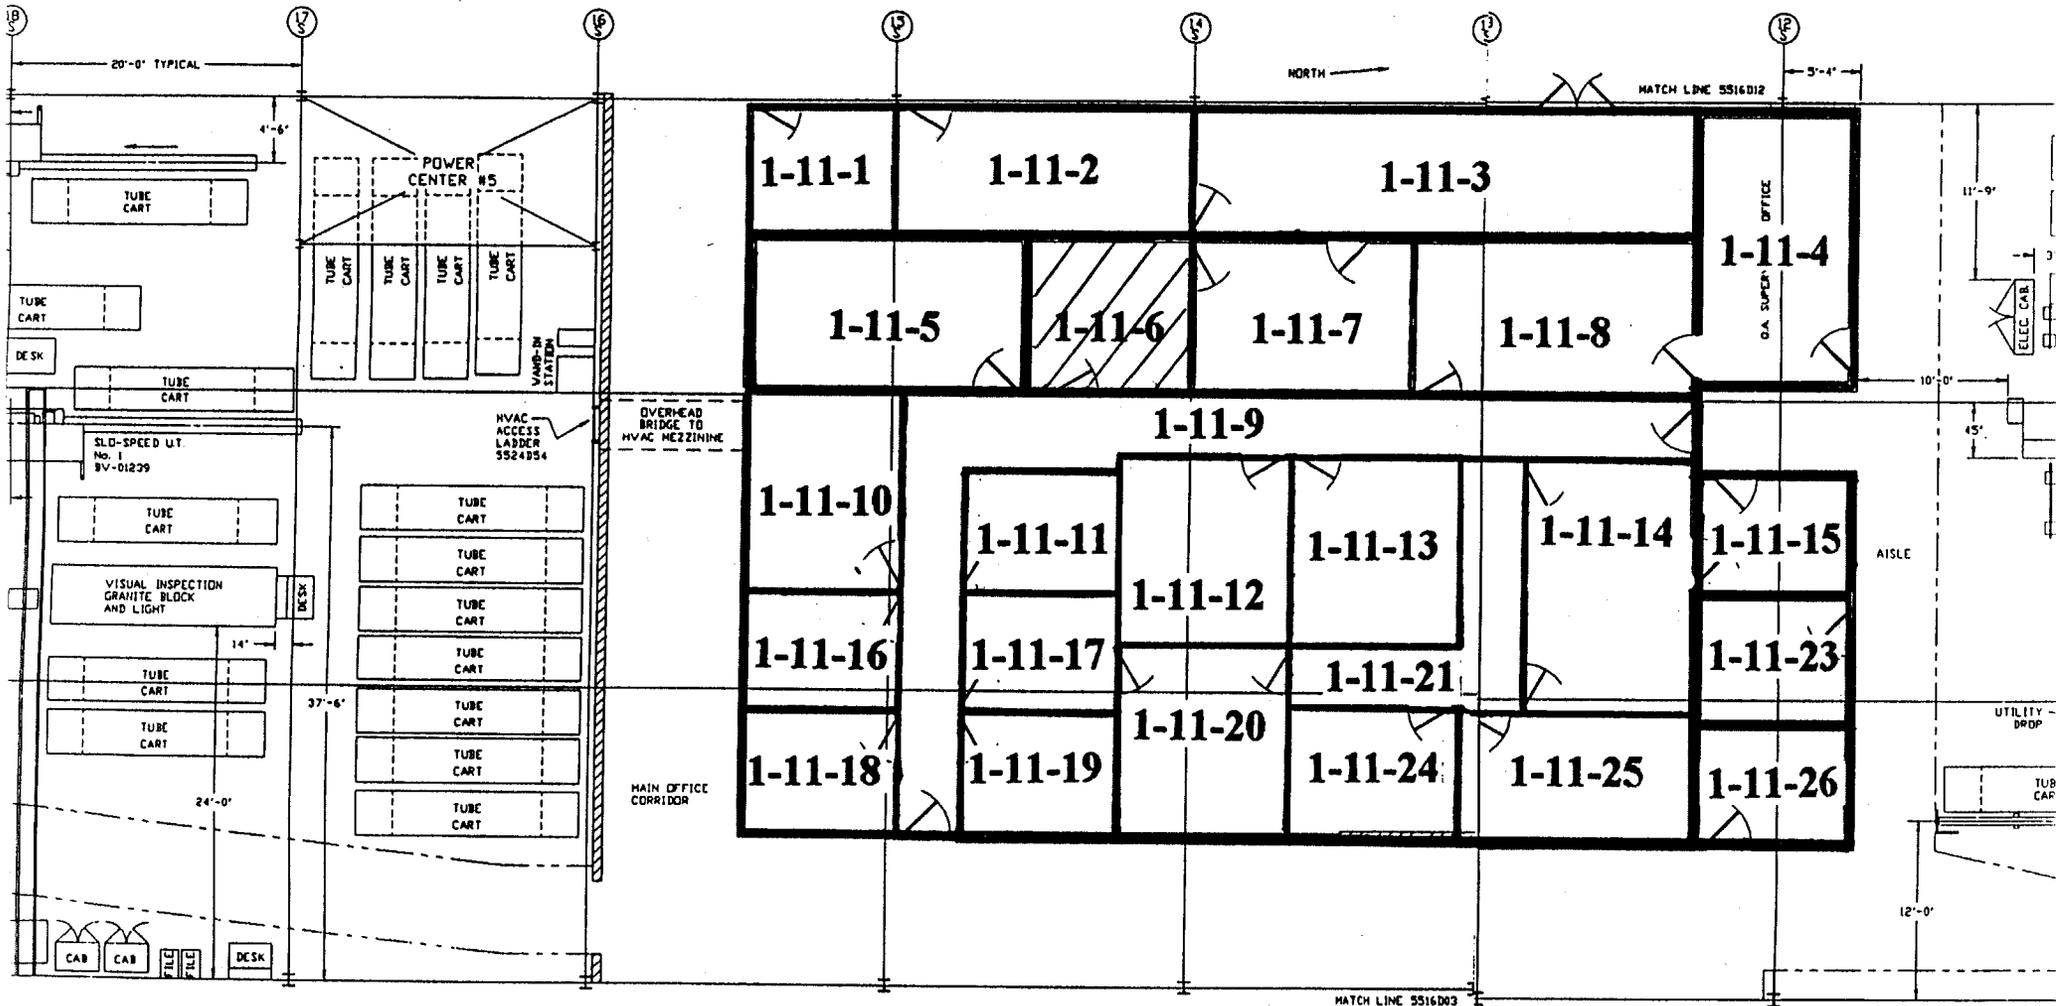 18
S
17
S
16
S
15
S
14
S
13
S
12
S
20'-0" TYPICAL
NORTH
5'-4"
MATCH LINE 5516D12
4'-6"
POWER
CENTER #5
TUBE
CART
TUBE
CART
TUBE
CART
TUBE
CART
TUBE
CART
TUBE
CART
DESK
TUBE
CART
WAND-IN
STATION
1-11-1
1-11-2
1-11-3
D.A. SUPER OFFICE
1-11-4
11'-9"
ELEC. CAB.
1-11-5
1-11-6
1-11-7
1-11-8
10'-0"
45"
HVAC
ACCESS
LADDER
5524D54
OVERHEAD
BRIDGE TO
HVAC MEZZININE
1-11-9
SLO-SPEED U.T.
No. 1
BV-01239
TUBE
CART
TUBE
CART
1-11-10
1-11-11
1-11-12
1-11-13
1-11-14
1-11-15
AISLE
TUBE
CART
VISUAL INSPECTION
GRANITE BLOCK
AND LIGHT
DESK
TUBE
CART
14"
TUBE
CART
TUBE
CART
1-11-16
1-11-17
1-11-21
1-11-23
37'-6"
TUBE
CART
TUBE
CART
UTILITY
DROP
1-11-18
1-11-19
1-11-20
1-11-24
1-11-25
1-11-26
TUBE
CART
MAIN OFFICE
CORRIDOR
24'-0"
TUBE
CART
TUB
CAR
12'-0"
CAB
CAB
FILE
FILE
DESK
MATCH LINE 5516D03